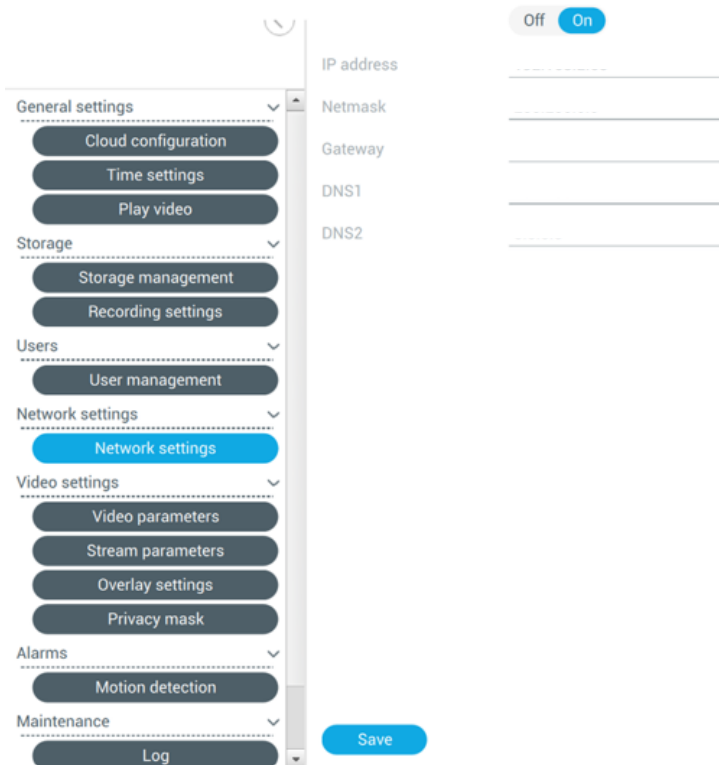 General settings
Cloud configuration
Time settings
Play video
Storage
Storage management
Recording settings
Users
User management
Network settings
Network settings
Video settings
Video parameters
Stream parameters
Overlay settings
Privacy mask
Alarms
Motion detection
Maintenance
Log
Off On
IP address
Netmask
Gateway
DNS1
DNS2
Save